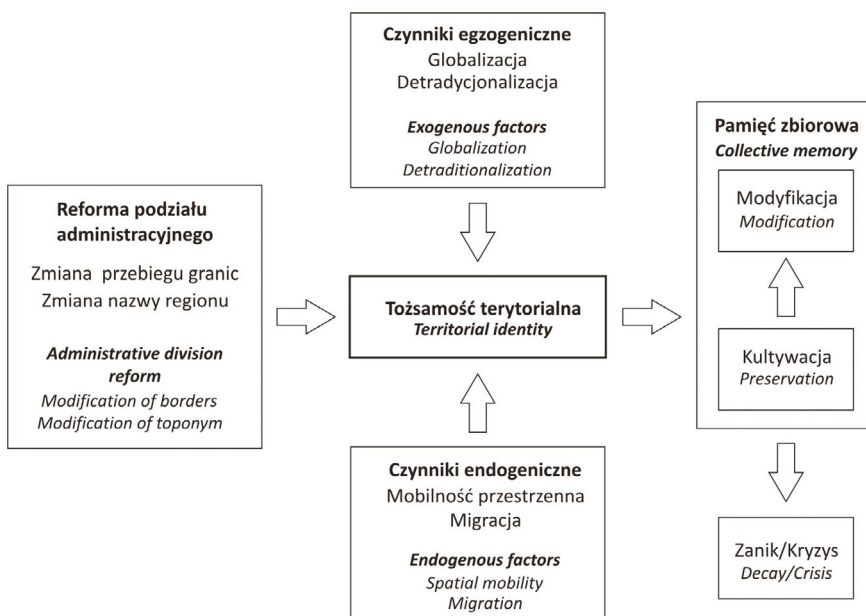 Czynniki egzogeniczne
Globalizacja
Detradycjonalizacja
Exogenous factors
Globalization
Detraditionalization
Reforma podziału
administracyjnego
Zmiana przebiegu granic
Zmiana nazwy regionu
Administrative division
reform
Modification of borders
Modification of toponym
Tożsamość terytorialna
Territorial identity
Czynniki endogeniczne
Mobilność przestrzenna
Migracja
Endogenous factors
Spatial mobility
Migration
Pamięć zbiorowa
Collective memory
Modyfikacja
Modification
Kultywacja
Preservation
Zanik/Kryzys
Decay/Crisis